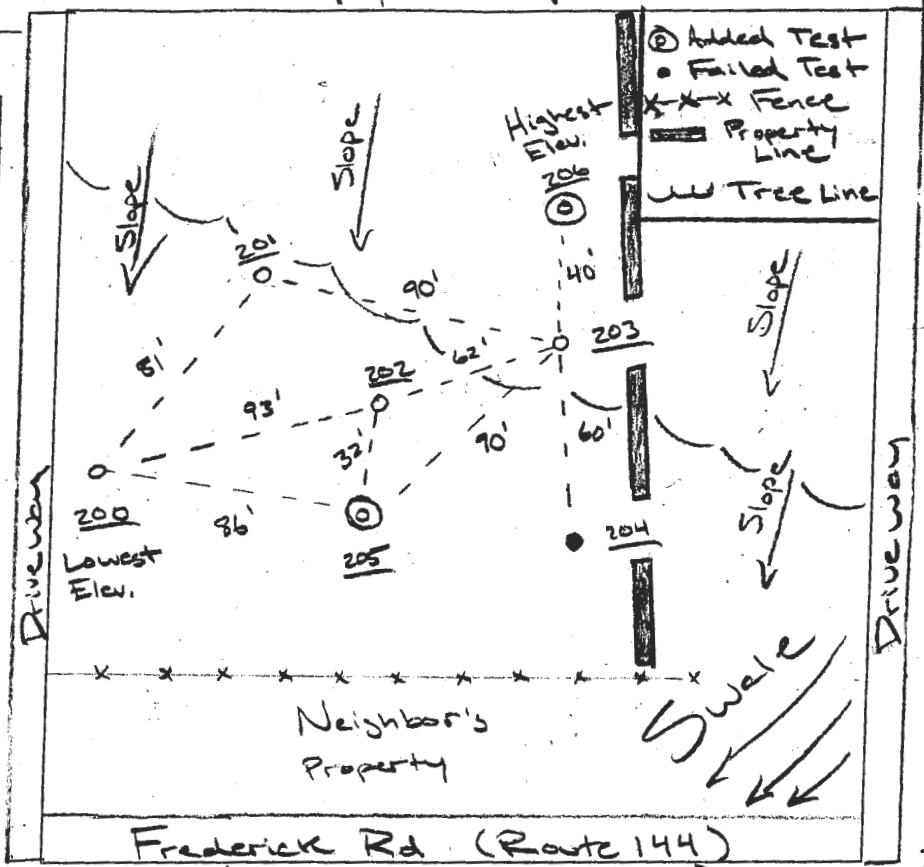 Added Test
Failed Test
x-x-x Fence
Property
Line
Tree Line
Highest
Elev.
206
Slope
Slope
201
40'
90'
Slope
203
62'
202
81'
93'
32'
90'
60'
200
Lowest
Elev.
86'
205
204
Slope
Driveway
Driveway
Swale
Neighbor's
Property
Frederick Rd (Route 144)